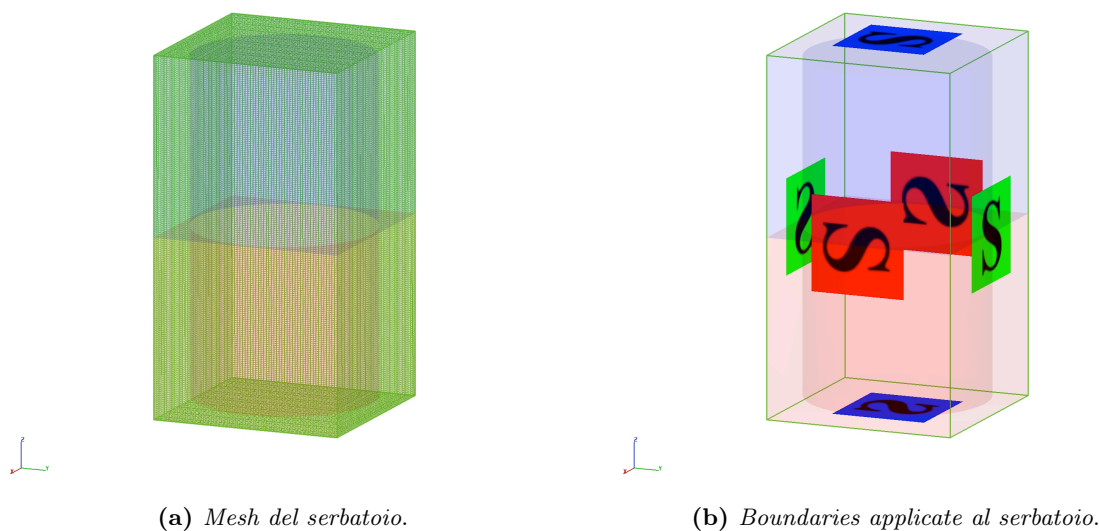 S
S S
S S
S
z
x y
z
x y
(a) Mesh del serbatoio.
(b) Boundaries applicate al serbatoio.